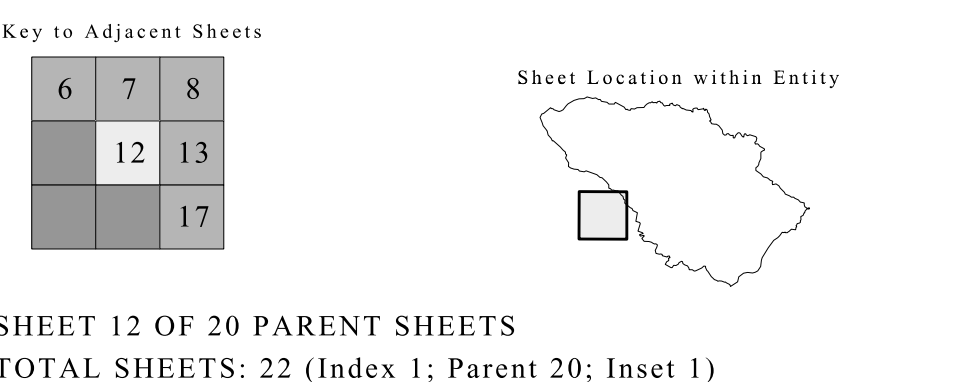 Key to Adjacent Sheets
6 7 8
12 13
17
Sheet Location within Entity
SHEET 12 OF 20 PARENT SHEETS
TOTAL SHEETS: 22 (Index 1; Parent 20; Inset 1)